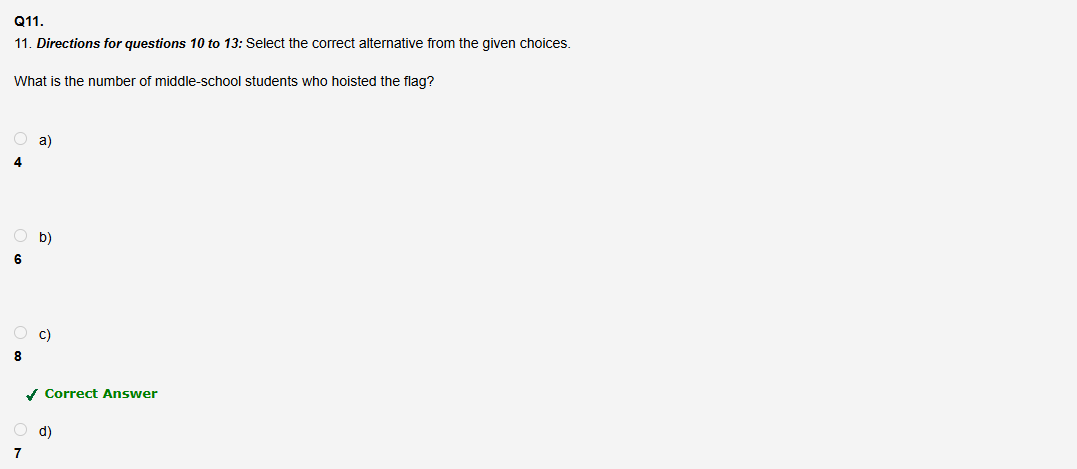 Q11.
11. Directions for questions 10 to 13: Select the correct alternative from the given choices.
What is the number of middle-school students who hoisted the flag?
a)
4
b)
6
c)
8
✓ Correct Answer
d)
7